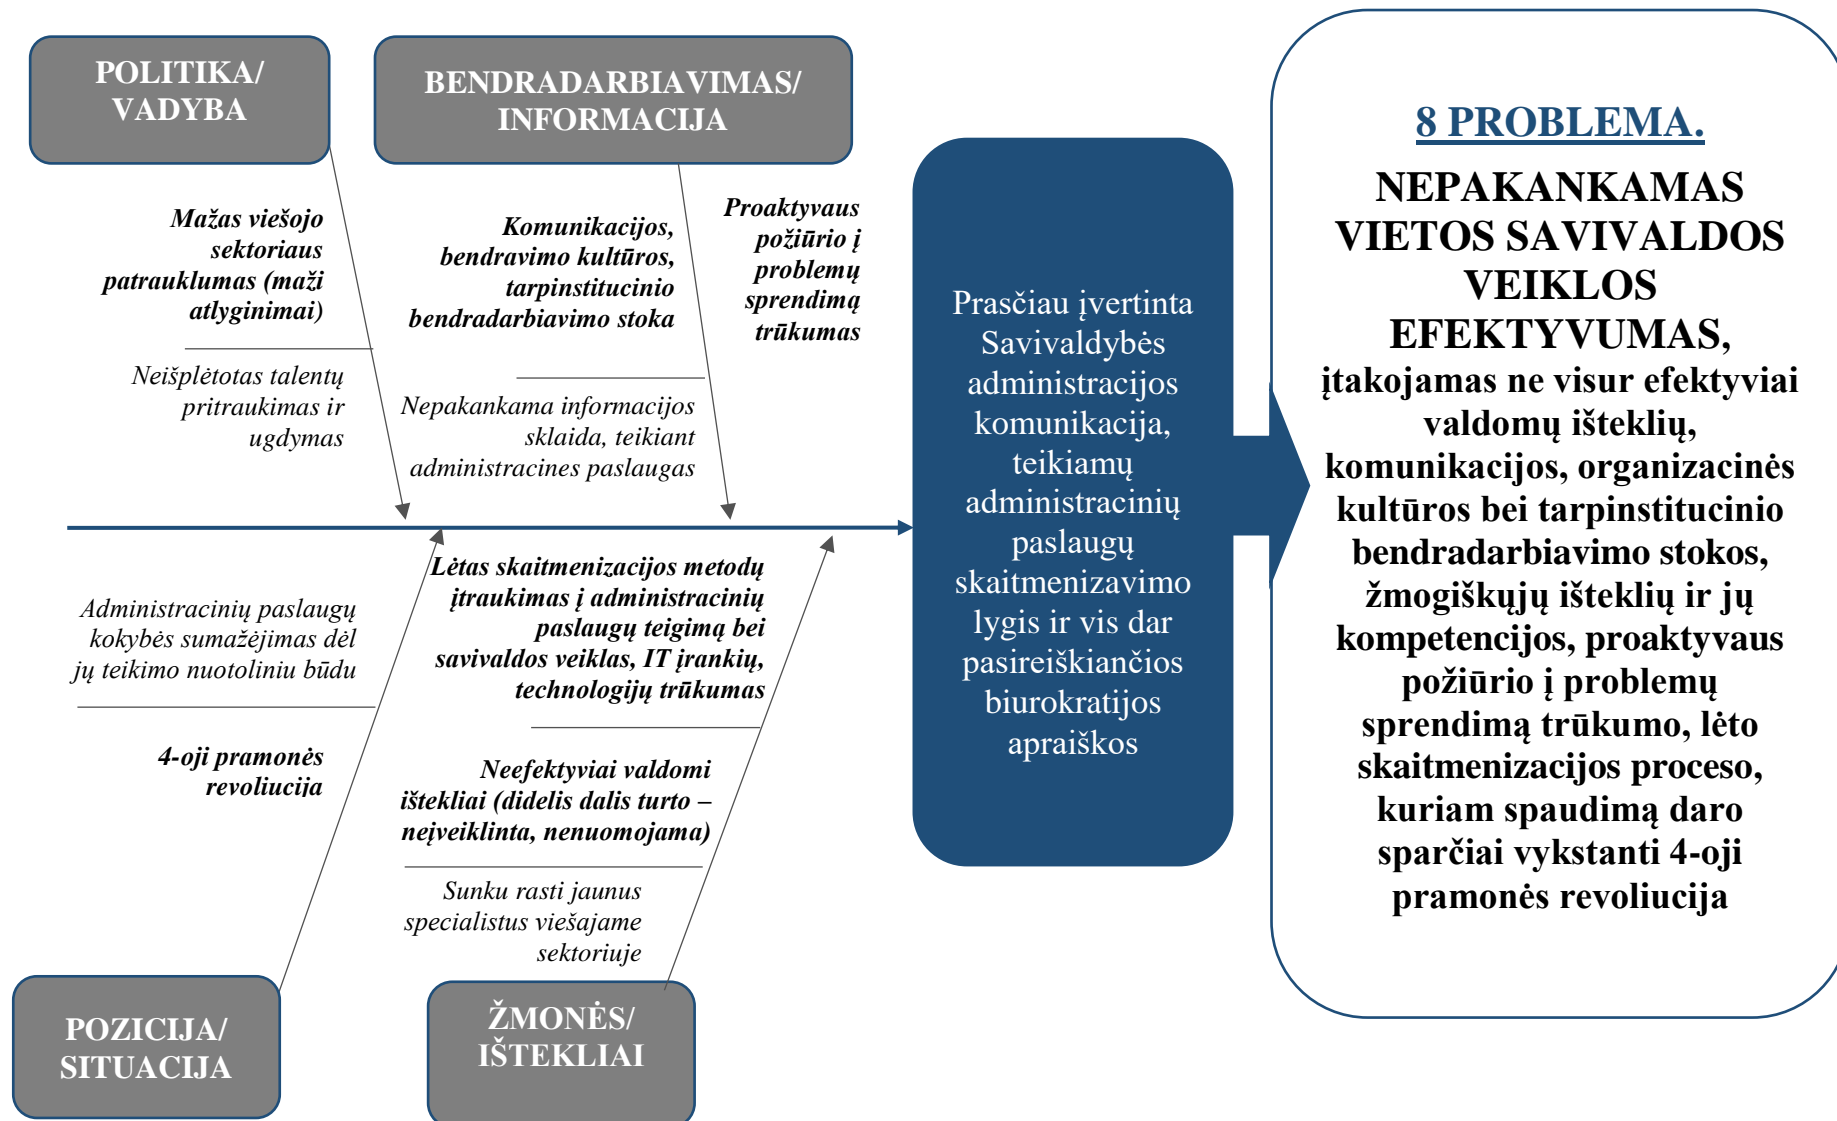 POLITIKA/
VADYBA
BENDRADARBIAVIMAS/
INFORMACIJA
Mažas viešojo
sektoriaus
patrauklumas (maži
atlyginimai)
Neišplėtotas talentų
pritraukimas ir
ugdymas
Komunikacijos,
bendravimo kultūros,
tarpinstitucinio
bendradarbiavimo stoka
Nepakankama informacijos
sklaida, teikiant
administracines paslaugas
Proaktyvaus
požiūrio į
problemų
sprendimą
trūkumas
Administracinių paslaugų
kokybės sumažėjimas dėl
jų teikimo nuotoliniu būdu
4-oji pramonės
revoliucija
Lėtas skaitmenizacijos metodų
įtraukimas į administracinių
paslaugų teigimą bei
savivaldos veiklas, IT įrankių,
technologijų trūkumas
Neefektyviai valdomi
ištekliai (didelis dalis turto –
neįveiklinta, nenuomojama)
Sunku rasti jaunus
specialistus viešajame
sektoriuje
POZICIJA/
SITUACIJA
ŽMONĖS/
IŠTEKLIAI
Prasčiau įvertinta
Savivaldybės
administracijos
komunikacija,
teikiamų
administracinių
paslaugų
skaitmenizavimo
lygis ir vis dar
pasireiškiančios
biurokratijos
apraiškos
8 PROBLEMA.
NEPAKANKAMAS
VIETOS SAVIVALDOS
VEIKLOS
EFEKTYVUMAS,
įtakojamas ne visur efektyviai
valdomų išteklių,
komunikacijos, organizacinės
kultūros bei tarpinstitucinio
bendradarbiavimo stokos,
žmogiškųjų išteklių ir jų
kompetencijos, proaktyvaus
požiūrio į problemų
sprendimą trūkumo, lėto
skaitmenizacijos proceso,
kuriam spaudimą daro
sparčiai vykstanti 4-oji
pramonės revoliucija